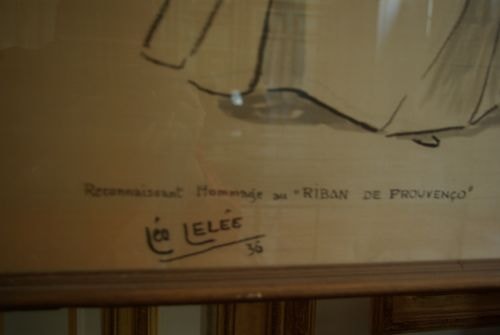 Reconnaissant Hommage au "RIBAN DE PROUVENÇO"
Léo LELÉE
36